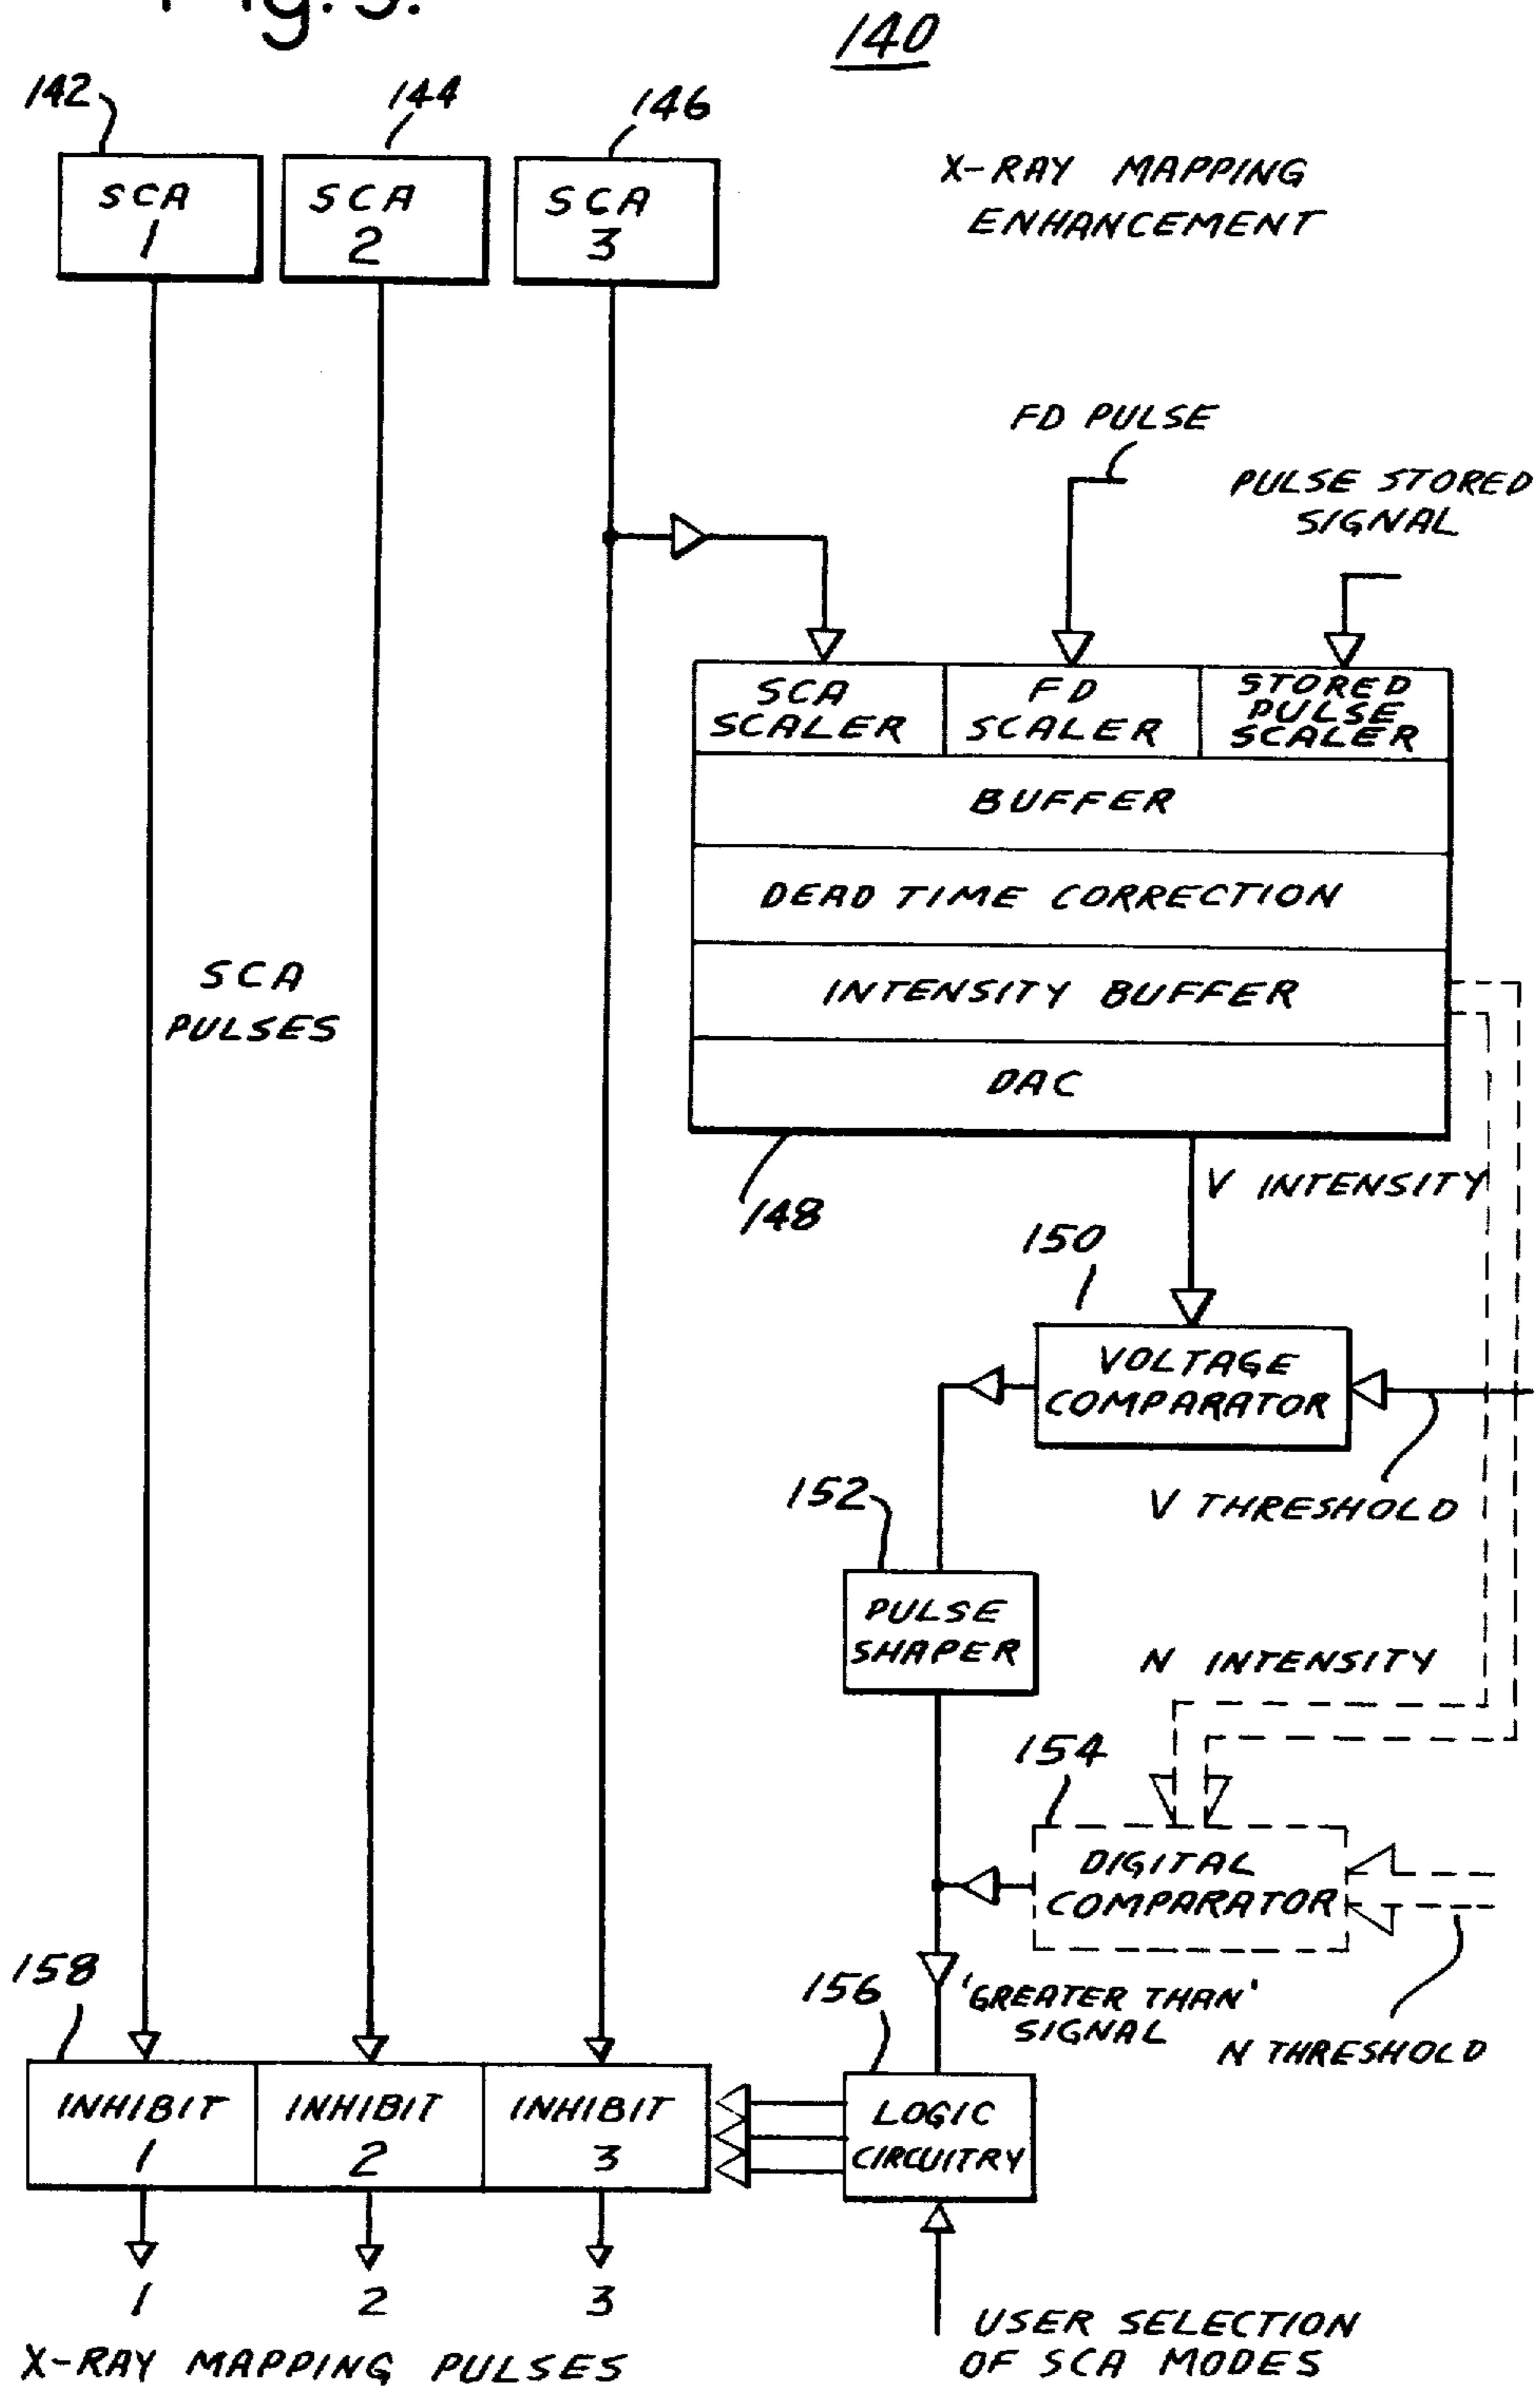 Fig. 5.
140
142
144
146
SCA
1
SCA
2
SCA
3
X-RAY MAPPING
ENHANCEMENT
FD PULSE
PULSE STORED
SIGNAL
SCA
SCALER
FD
SCALER
STORED
PULSE
SCALER
BUFFER
DEAD TIME CORRECTION
INTENSITY BUFFER
DAC
SCA
PULSES
148
V INTENSITY
150
VOLTAGE
COMPARATOR
V THRESHOLD
152
PULSE
SHAPER
N INTENSITY
154
DIGITAL
COMPARATOR
N THRESHOLD
'GREATER THAN'
SIGNAL
156
LOGIC
CIRCUITRY
158
INHIBIT
1
INHIBIT
2
INHIBIT
3
1
2
3
X-RAY MAPPING PULSES
USER SELECTION
OF SCA MODES